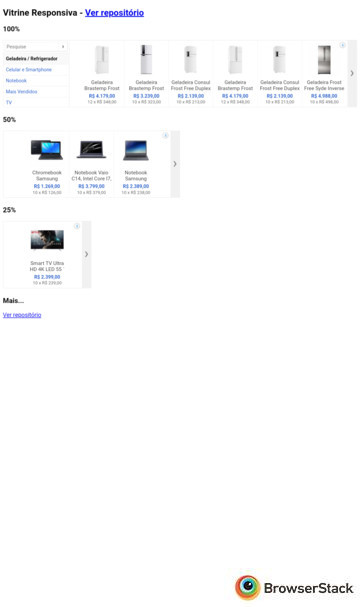 Vitrine Responsiva - Ver repositório
100%
Pesquise
Geladeira / Refrigerador
Celular e Smartphone
Notebook
Mais Vendidos
TV
Geladeira
Brastemp Frost
R$ 4.179,00
12 x R$ 348,00
Geladeira
Brastemp Frost
R$ 3.239,00
10 x R$ 323,00
Geladeira Consul
Frost Free Duplex
R$ 2.139,00
10 x R$ 213,00
Geladeira
Brastemp Frost
R$ 4.179,00
12 x R$ 348,00
Geladeira Consul
Frost Free Duplex
R$ 2.139,00
10 x R$ 213,00
Geladeira Frost
Free Syde Inverse
R$ 4.988,00
10 x R$ 498,00
50%
Chromebook
Samsung
R$ 1.269,00
10 x R$ 126,00
Notebook Vaio
C14, Intel Core I7,
R$ 3.799,00
10 x R$ 379,00
Notebook
Samsung
R$ 2.389,00
10 x R$ 238,00
25%
Smart TV Ultra
HD 4K LED 55
R$ 2.399,00
10 x R$ 239,00
Mais...
Ver repositório
BrowserStack